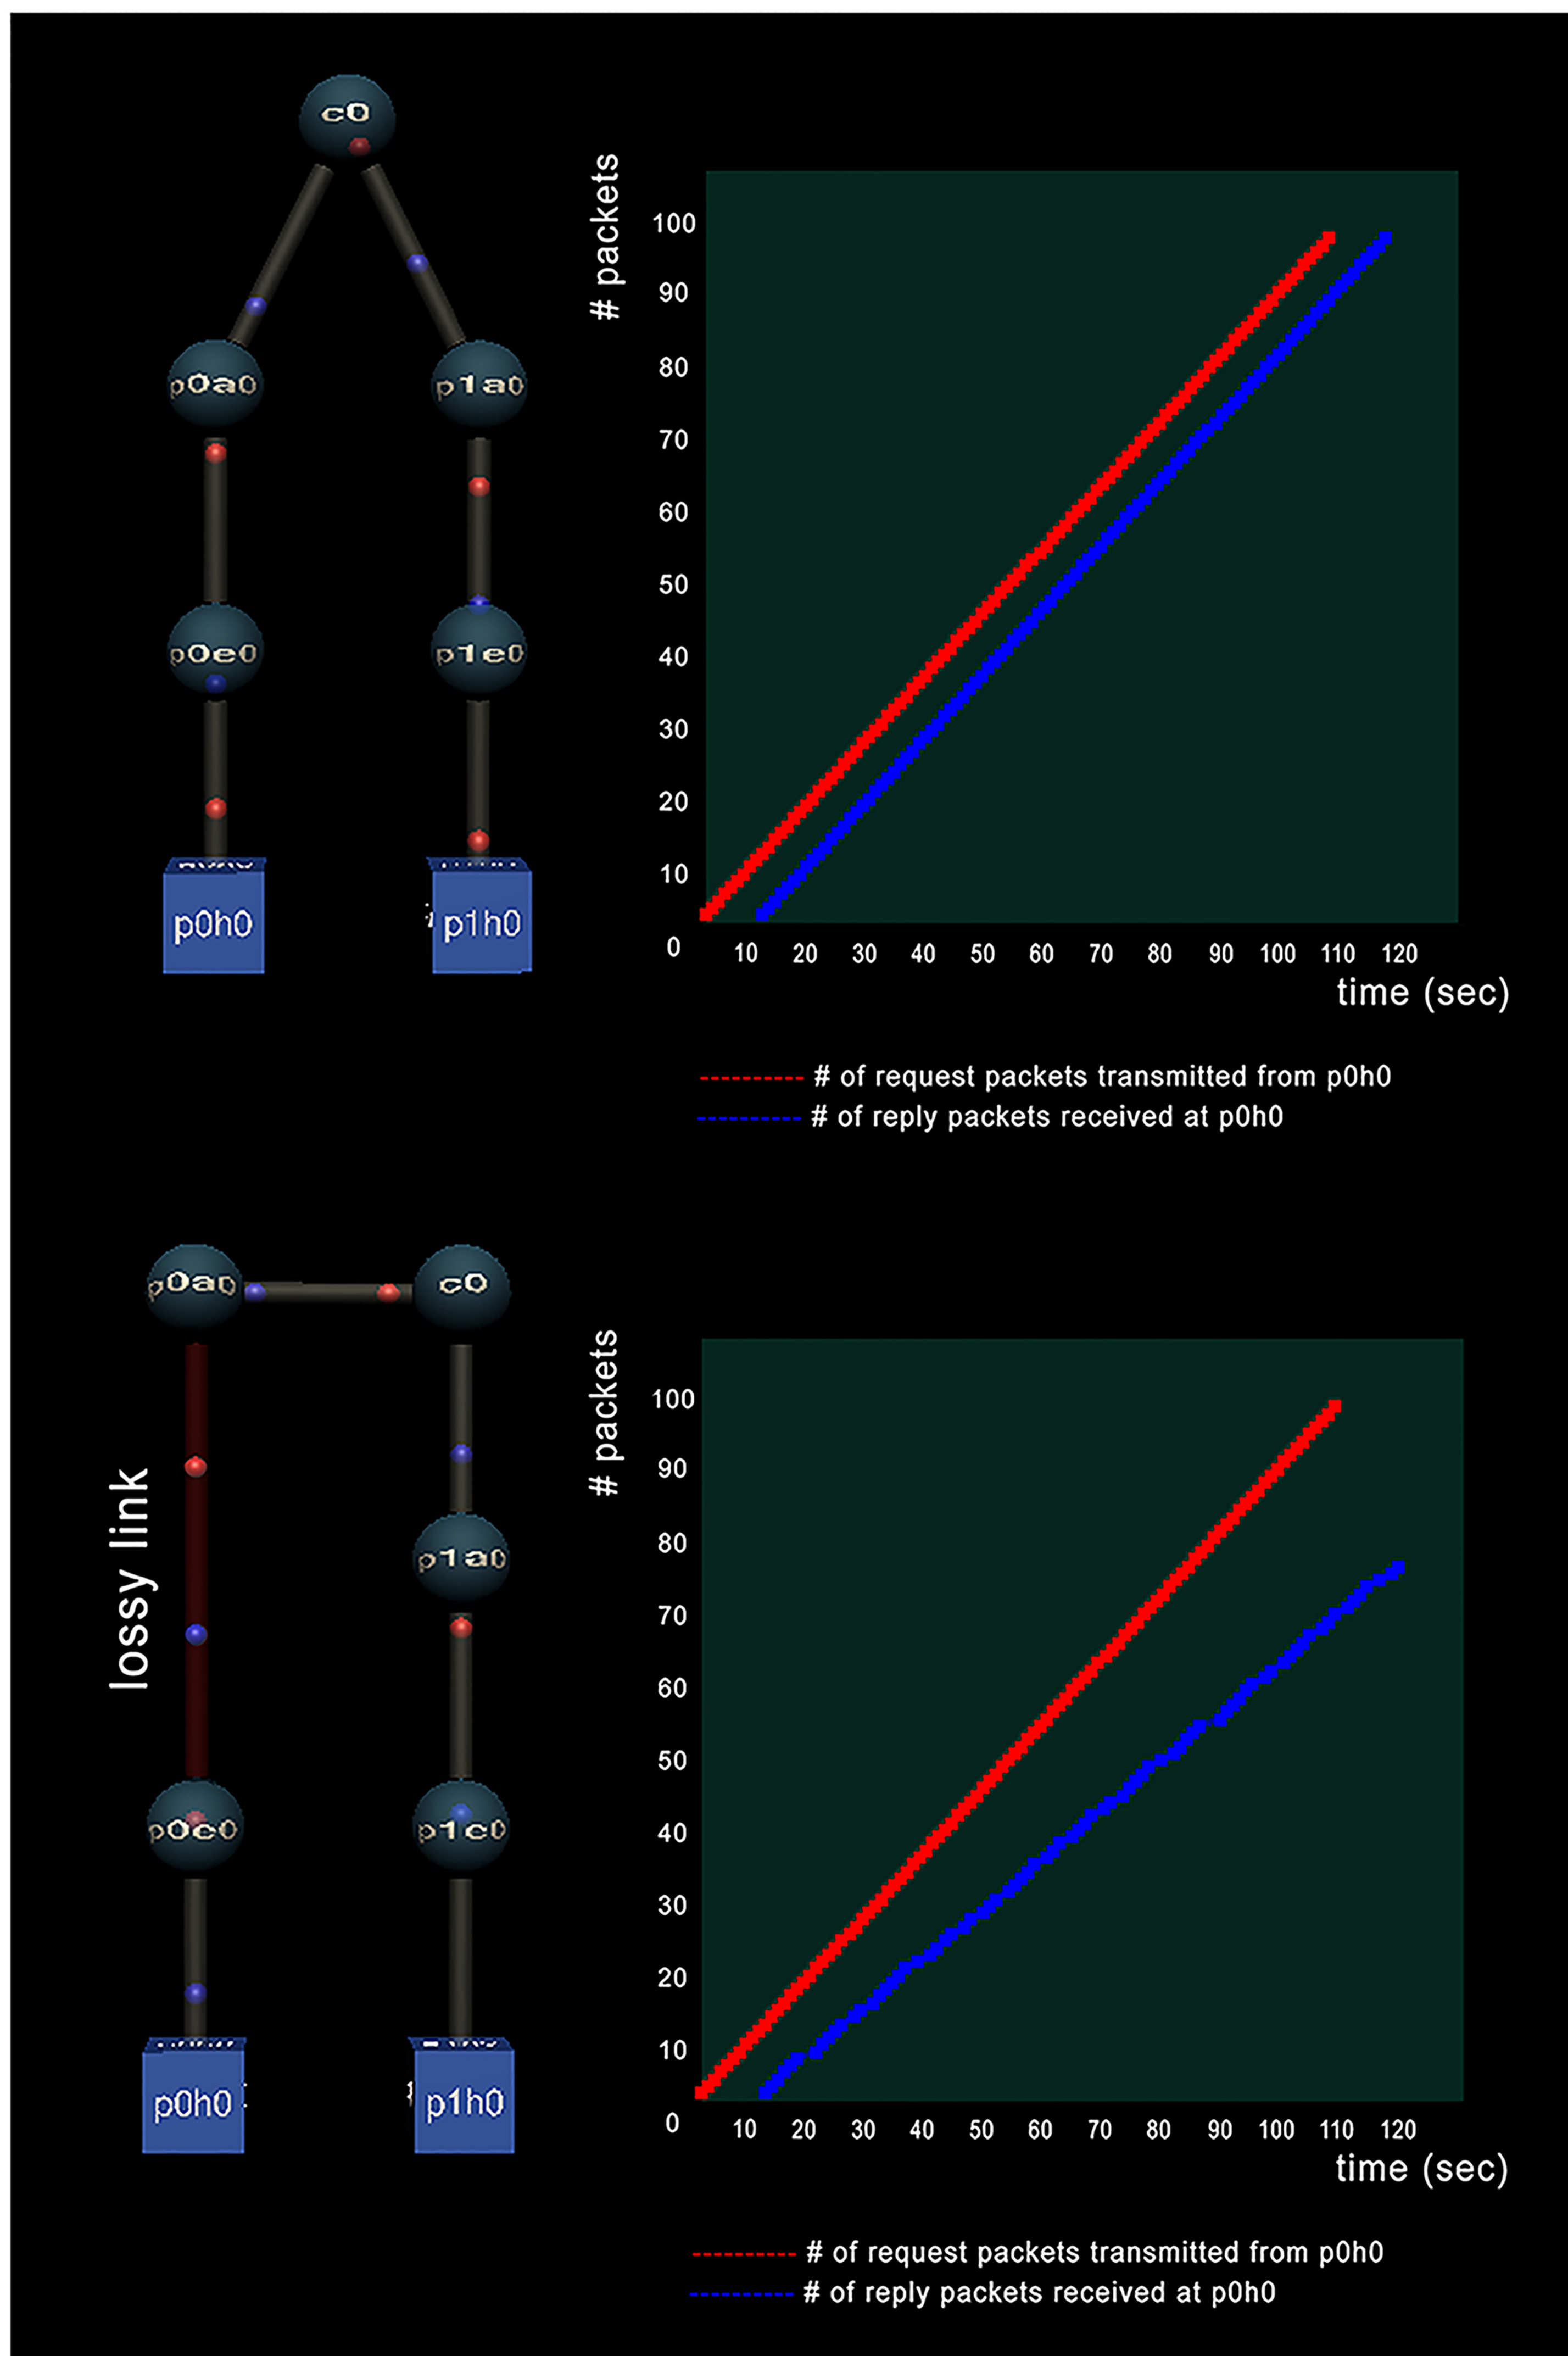 c0
p0a0
p1a0
p0e0
p1e0
p0h0
p1h0
# packets
100
90
80
70
60
50
40
30
20
10
0
10 20 30 40 50 60 70 80 90 100 110 120
time (sec)
# of request packets transmitted from p0h0
# of reply packets received at p0h0
p0a0
c0
lossy link
p1a0
p0c0
p1c0
p0h0
p1h0
# packets
100
90
80
70
60
50
40
30
20
10
0
10 20 30 40 50 60 70 80 90 100 110 120
time (sec)
# of request packets transmitted from p0h0
# of reply packets received at p0h0